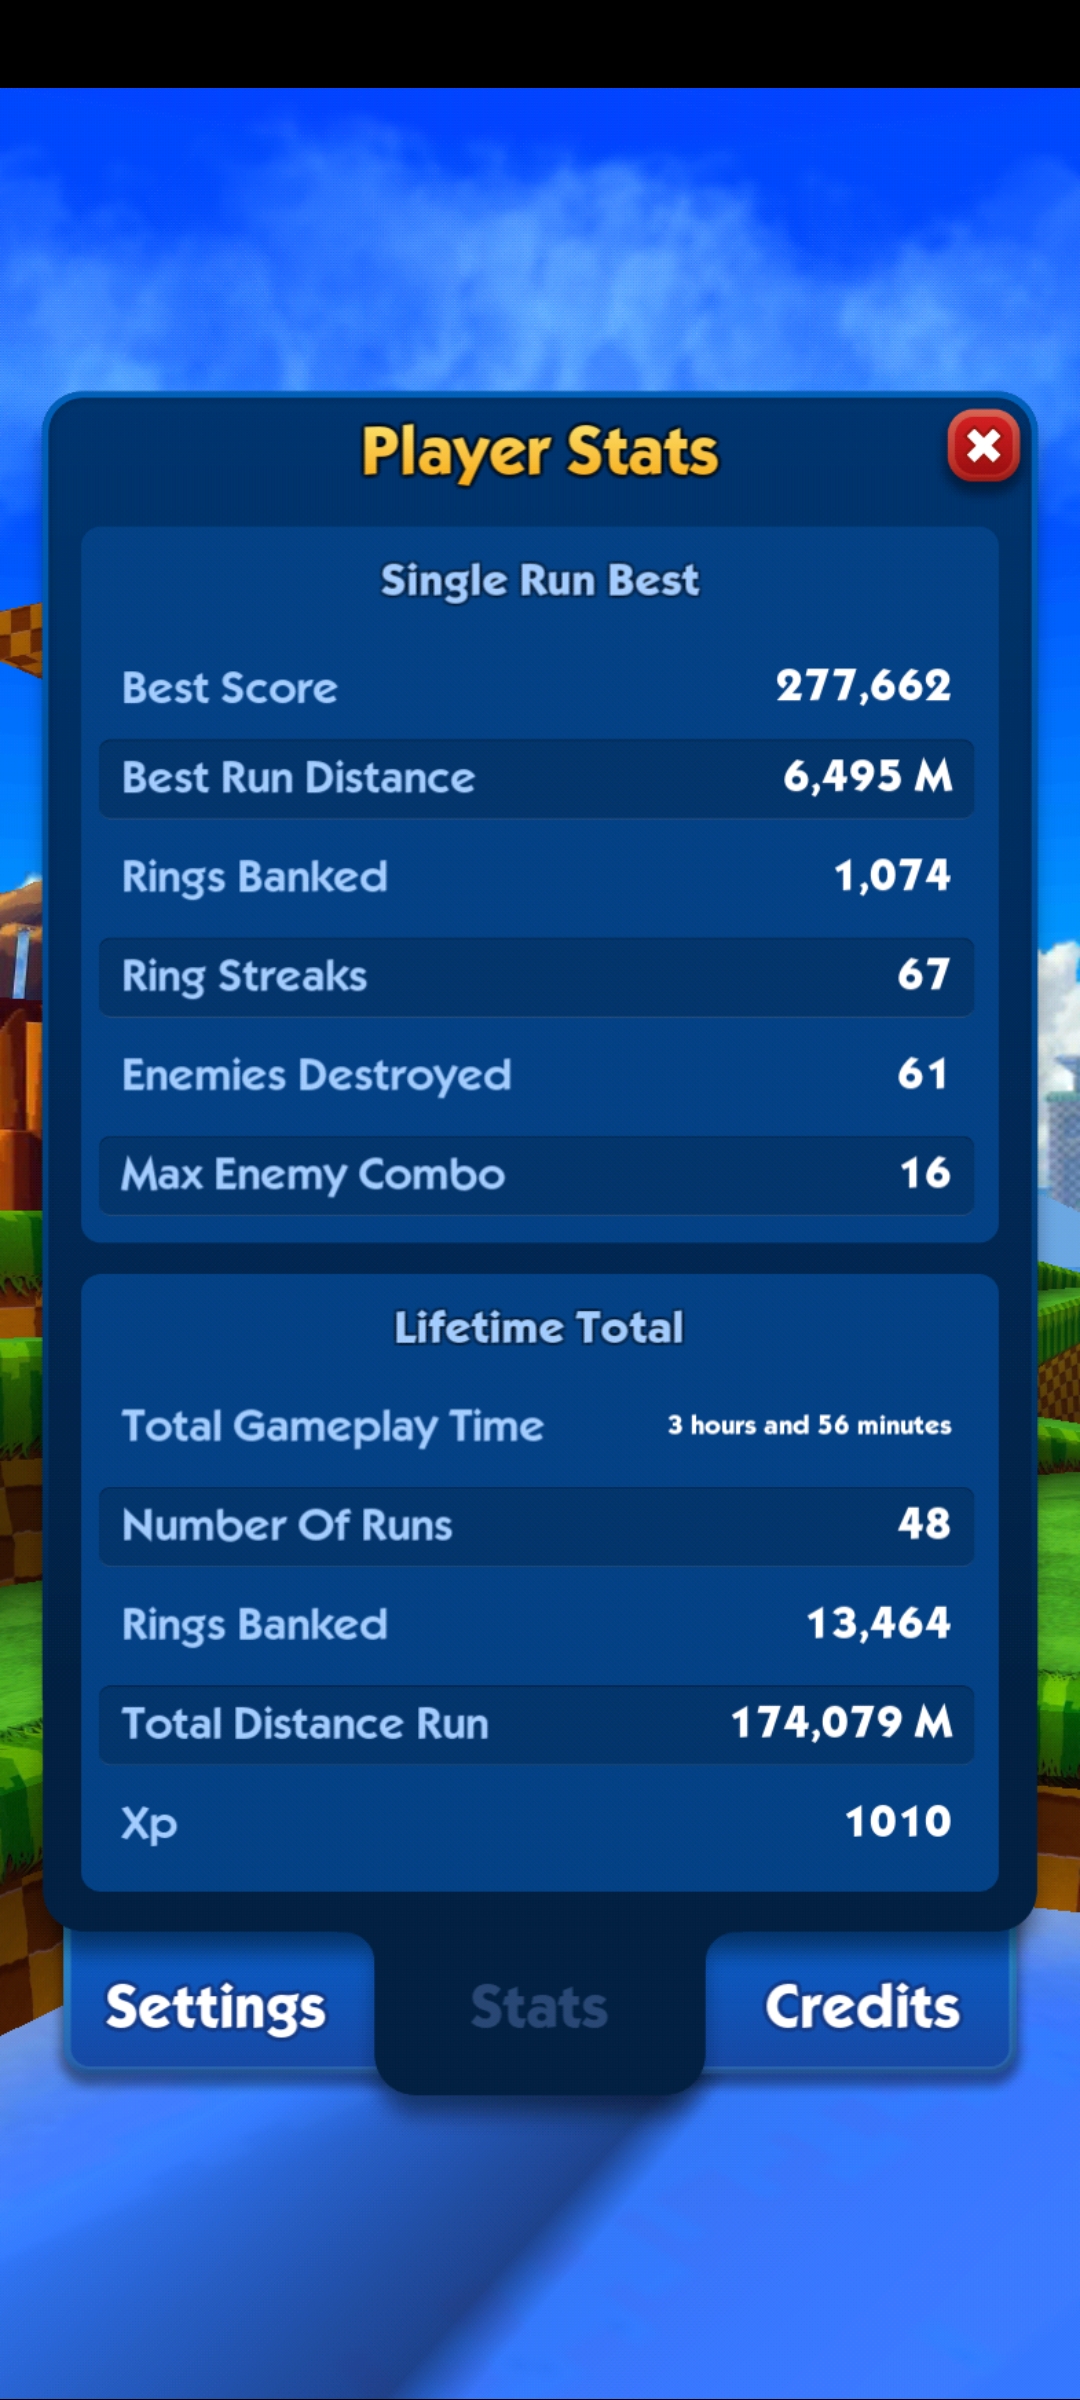 Player Stats
Single Run Best
Best Score 277,662
Best Run Distance 6,495 M
Rings Banked 1,074
Ring Streaks 67
Enemies Destroyed 61
Max Enemy Combo 16
Lifetime Total
Total Gameplay Time 3 hours and 56 minutes
Number Of Runs 48
Rings Banked 13,464
Total Distance Run 174,079 M
Xp 1010
Settings Stats Credits